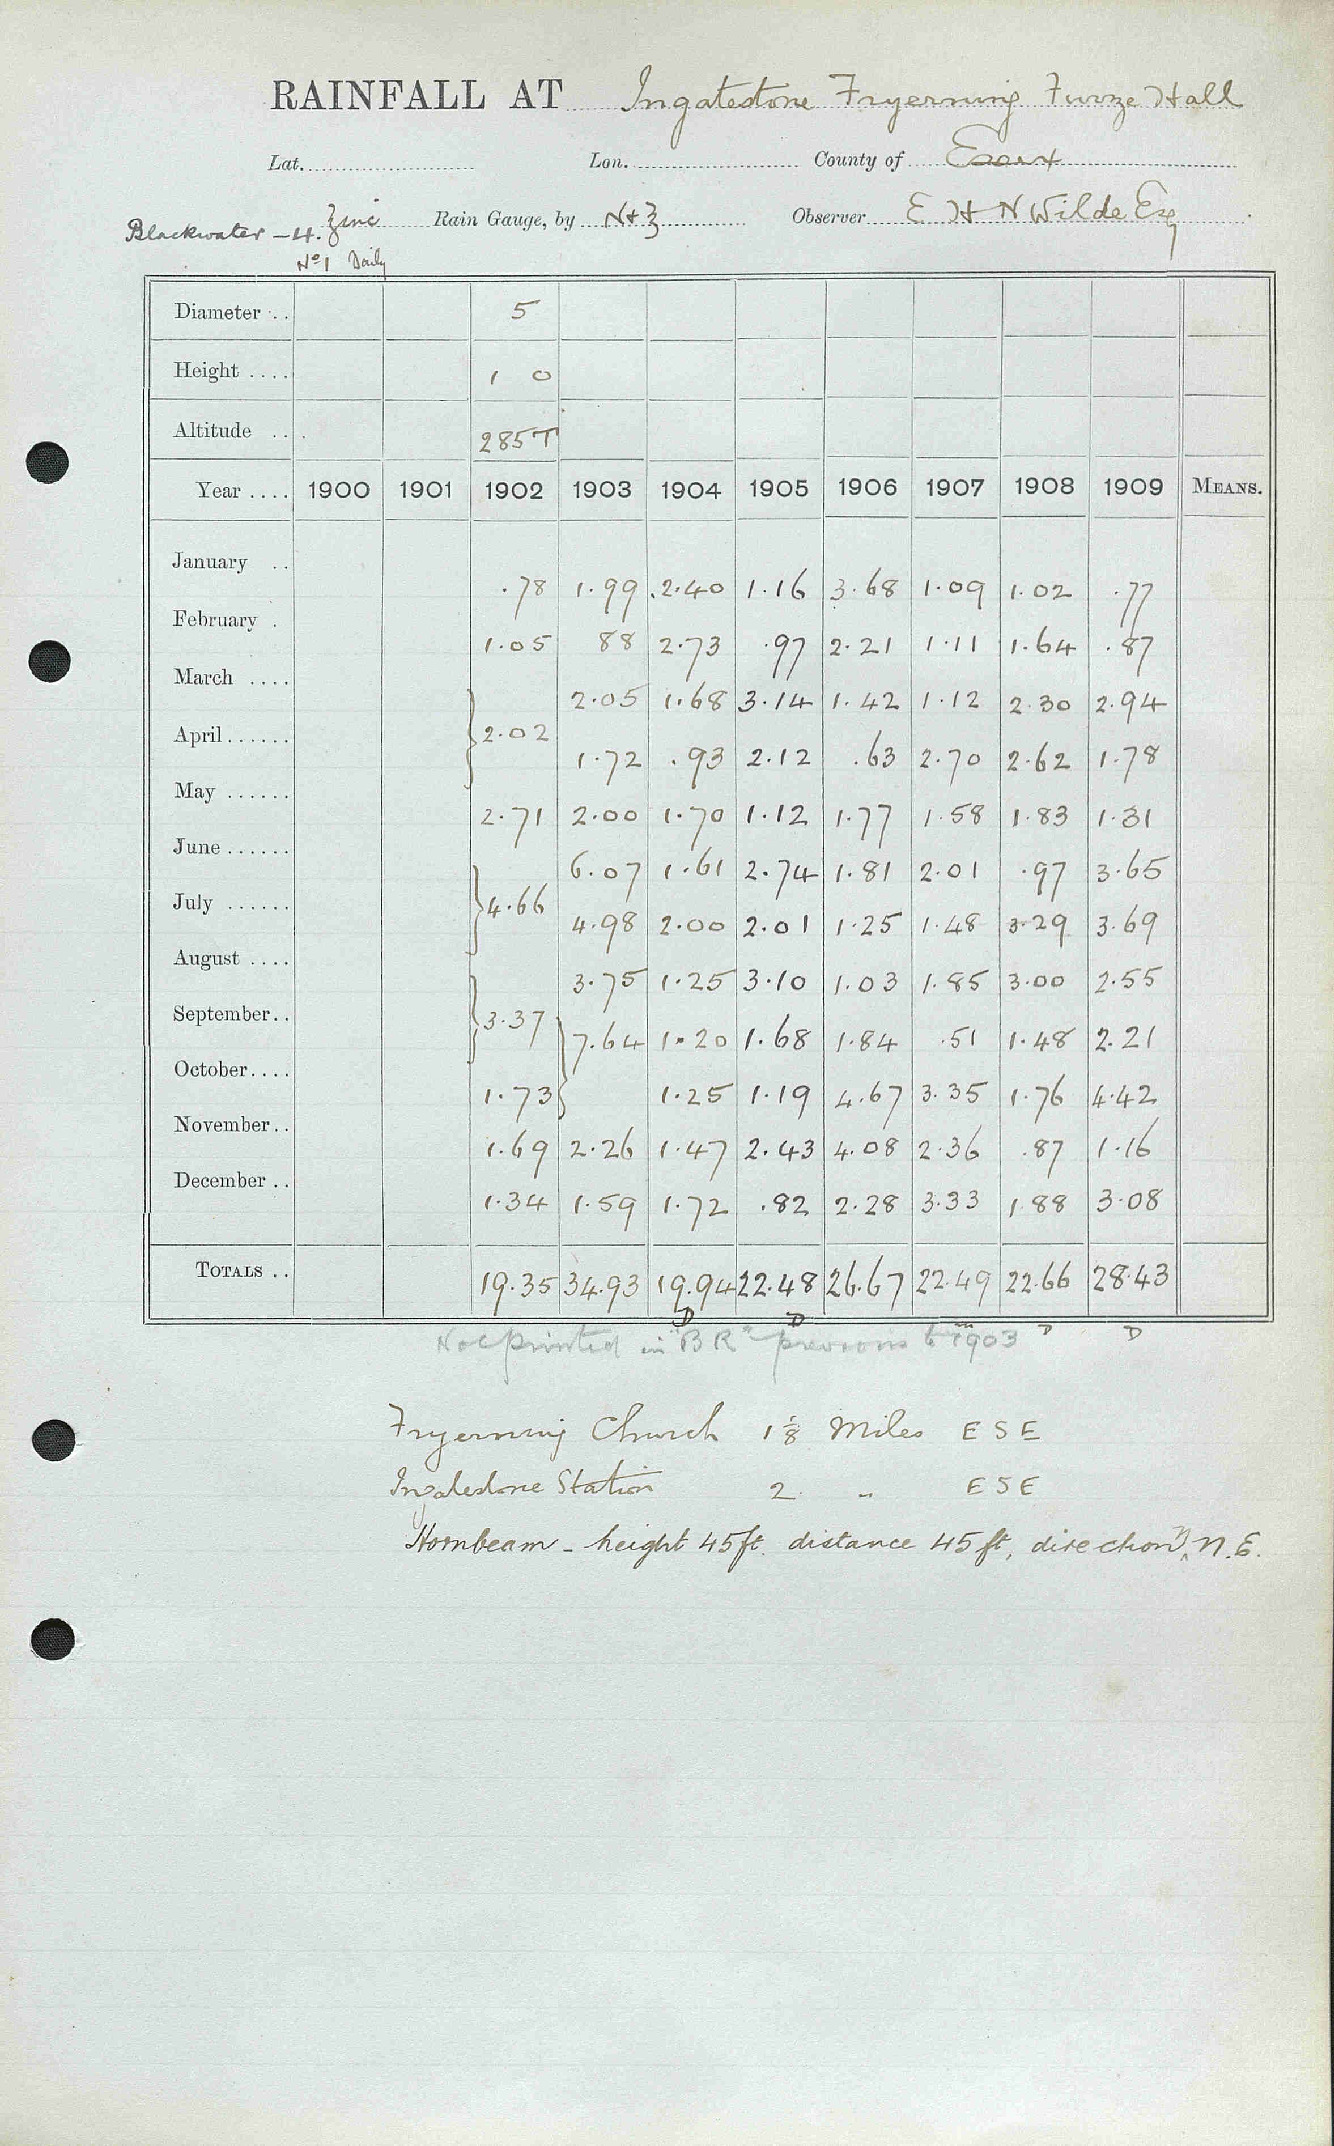 RAINFALL AT Ingatestone Fryerning Furze Hall
Lat. Lon. County of Essex
Blackwater – 4. Zinc Rain Gauge, by N & Z Observer E H N Wilde Esq
No 1 Daily
Diameter .. 5
Height .... 1 0
Altitude .. 285T
Year .... 1900 1901 1902 1903 1904 1905 1906 1907 1908 1909 MEANS.
January .. .78 1.99 2.40 1.16 3.68 1.09 1.02 .77
February . 1.05 88 2.73 .97 2.21 1.11 1.64 .87
March .... 2.05 1.68 3.14 1.42 1.12 2.30 2.94
April...... } 2.02 1.72 .93 2.12 .63 2.70 2.62 1.78
May ...... 2.71 2.00 1.70 1.12 1.77 1.58 1.83 1.31
June ...... 6.07 1.61 2.74 1.81 2.01 .97 3.65
July ...... } 4.66 4.98 2.00 2.01 1.25 1.48 3.29 3.69
August .... 3.75 1.25 3.10 1.03 1.85 3.00 2.55
September.. } 3.37 } 7.64 1.20 1.68 1.84 .51 1.48 2.21
October.... 1.73 1.25 1.19 4.67 3.35 1.76 4.42
November.. 1.69 2.26 1.47 2.43 4.08 2.36 .87 1.16
December .. 1.34 1.59 1.72 .82 2.28 3.33 1.88 3.08
TOTALS .. 19.35 34.93 19.94 22.48 26.67 22.49 22.66 28.43
D D D D
Not printed in "BR" previous to 1903
Fryerning Church 1 1/8 Miles E S E
Ingatestone Station 2 " E S E
Hornbeam - height 45 ft. distance 45 ft, direction N.E.